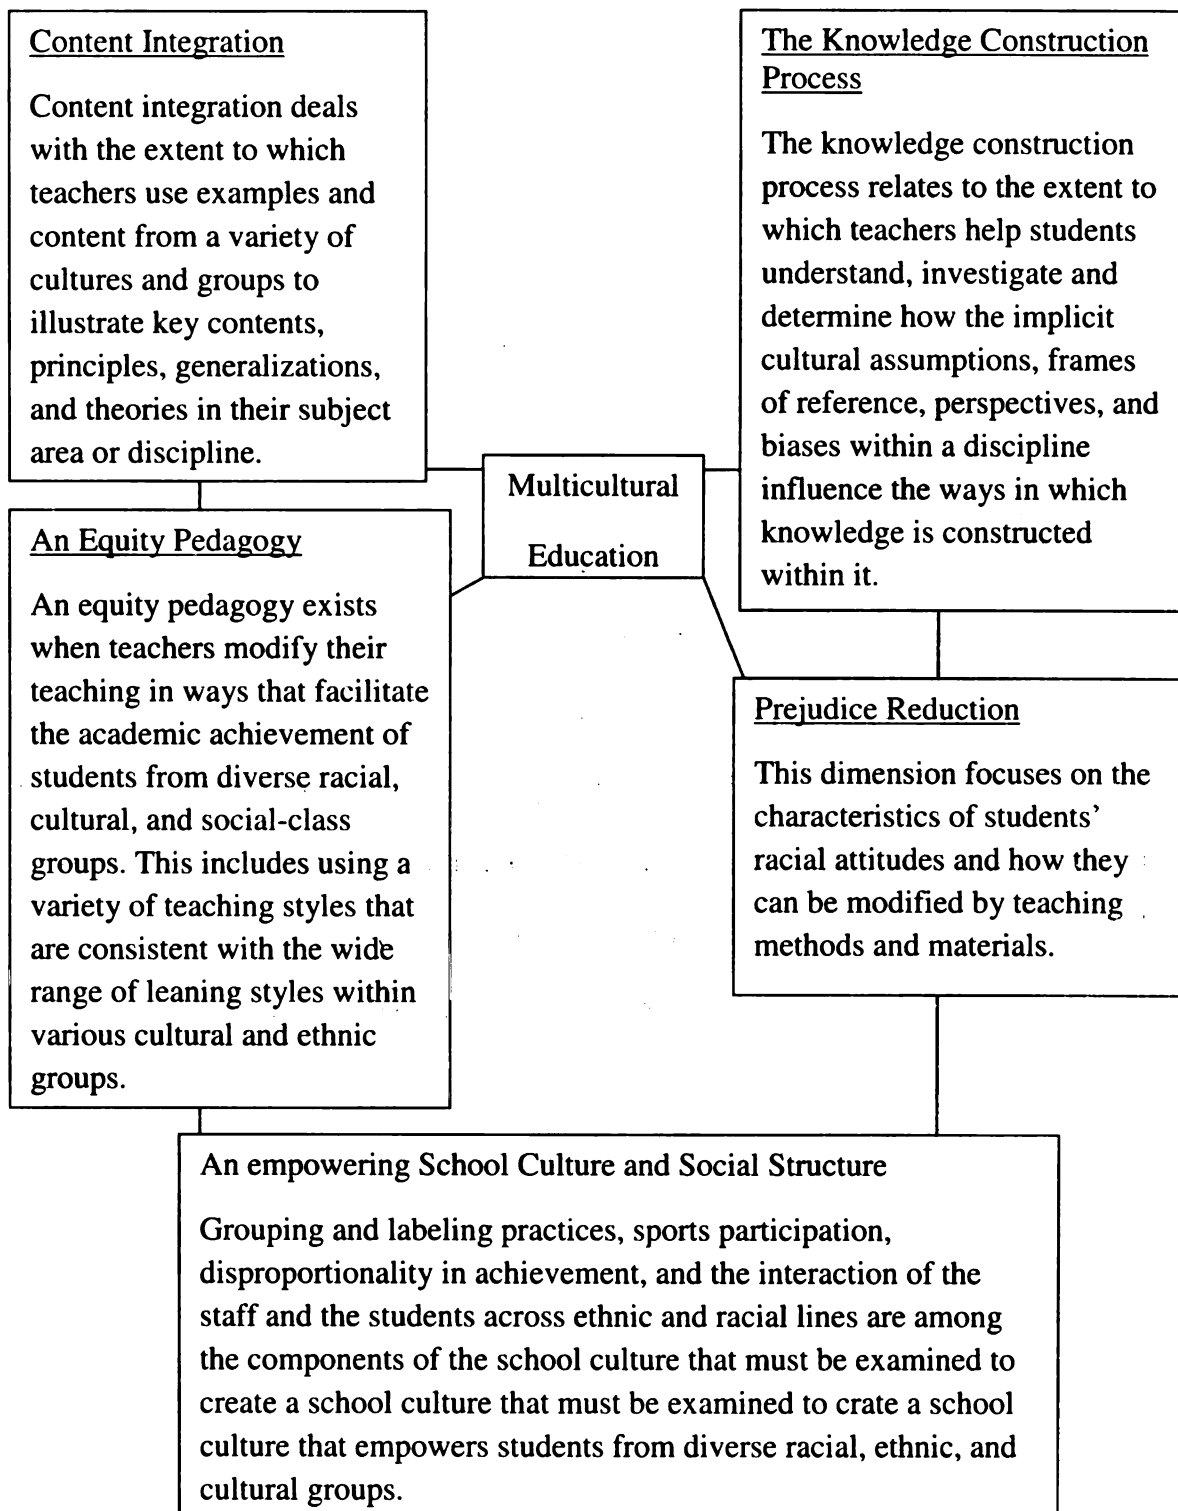 Content Integration
Content integration deals
with the extent to which
teachers use examples and
content from a variety of
cultures and groups to
illustrate key contents,
principles, generalizations,
and theories in their subject
area or discipline.
The Knowledge Construction
Process
The knowledge construction
process relates to the extent to
which teachers help students
understand, investigate and
determine how the implicit
cultural assumptions, frames
of reference, perspectives, and
biases within a discipline
influence the ways in which
knowledge is constructed
within it.
Multicultural
Education
An Equity Pedagogy
An equity pedagogy exists
when teachers modify their
teaching in ways that facilitate
the academic achievement of
students from diverse racial,
cultural, and social-class
groups. This includes using a
variety of teaching styles that
are consistent with the wide
range of leaning styles within
various cultural and ethnic
groups.
Prejudice Reduction
This dimension focuses on the
characteristics of students’
racial attitudes and how they
can be modified by teaching
methods and materials.
An empowering School Culture and Social Structure
Grouping and labeling practices, sports participation,
disproportionality in achievement, and the interaction of the
staff and the students across ethnic and racial lines are among
the components of the school culture that must be examined to
create a school culture that must be examined to crate a school
culture that empowers students from diverse racial, ethnic, and
cultural groups.